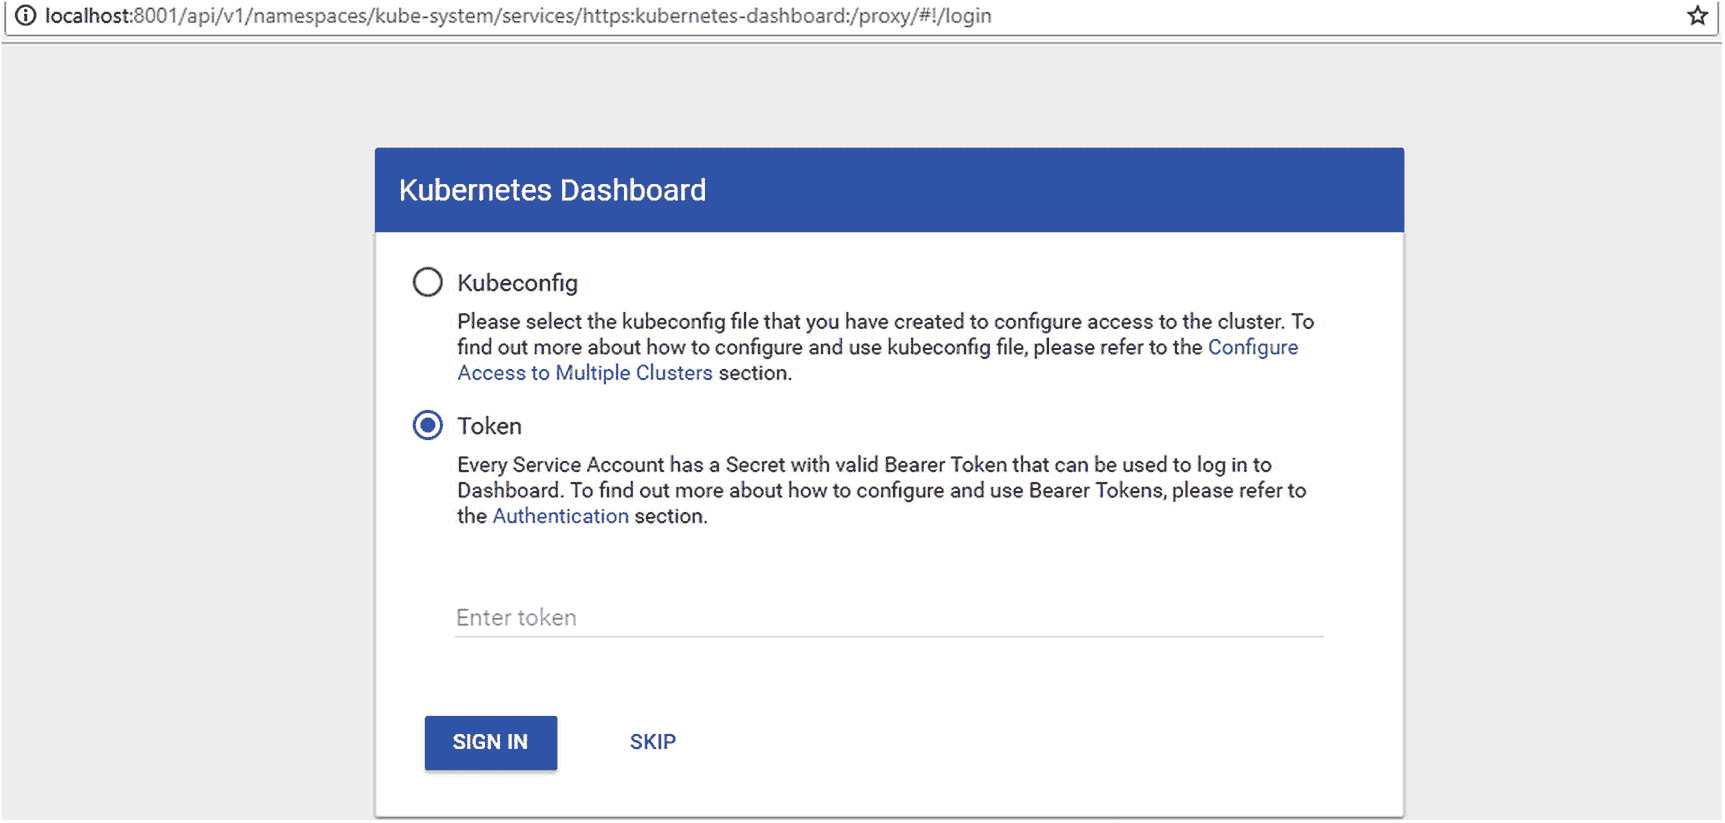 localhost:8001/api/v1/namespaces/kube-system/services/https:kubernetes-dashboard:/proxy/#!/login
Kubernetes Dashboard
Kubeconfig
Please select the kubeconfig file that you have created to configure access to the cluster. To
find out more about how to configure and use kubeconfig file, please refer to the Configure
Access to Multiple Clusters section.
Token
Every Service Account has a Secret with valid Bearer Token that can be used to log in to
Dashboard. To find out more about how to configure and use Bearer Tokens, please refer to
the Authentication section.
Enter token
SIGN IN SKIP